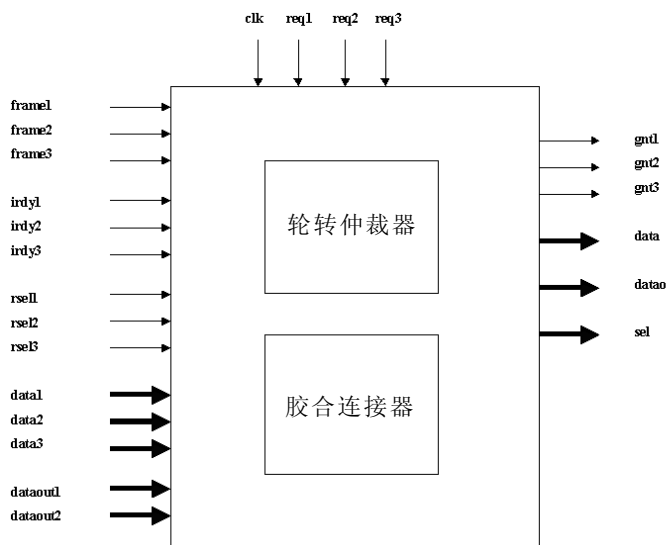 clk req1 req2 req3
frame1
frame2
frame3
irdy1
irdy2
irdy3
rsel1
rsel2
rsel3
data1
data2
data3
dataout1
dataout2
轮转仲裁器
胶合连接器
gnt1
gnt2
gnt3
data
datao
sel